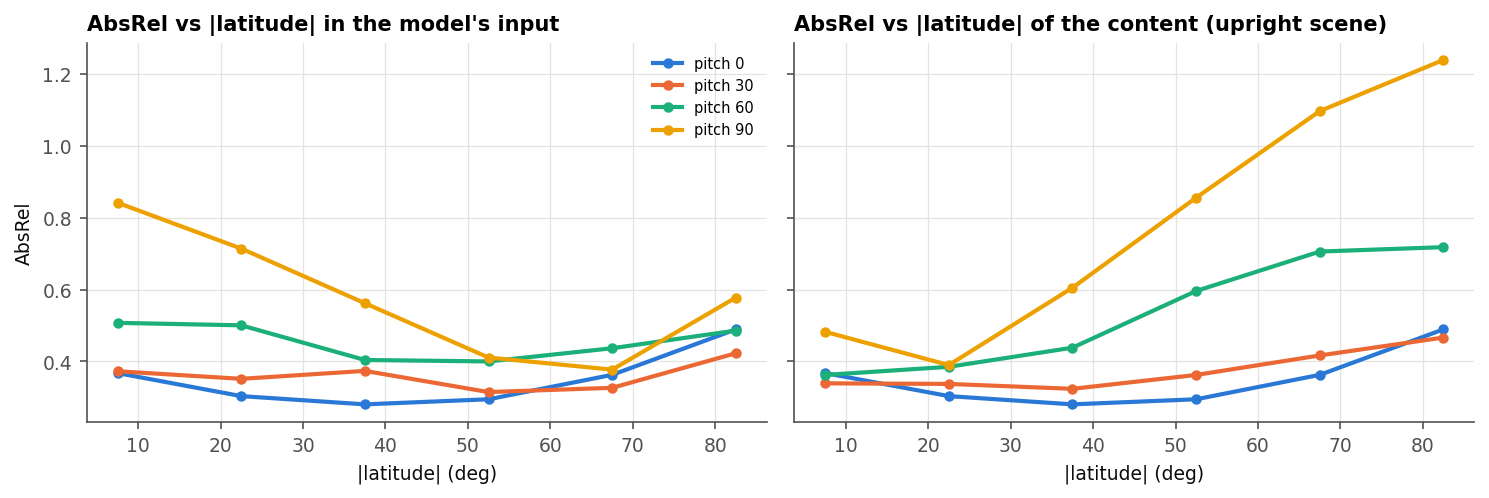 AbsRel vs |latitude| in the model's input
AbsRel vs |latitude| of the content (upright scene)
pitch 0
pitch 30
pitch 60
pitch 90
1.2
1.0
0.8
0.6
0.4
AbsRel
10 20 30 40 50 60 70 80
10 20 30 40 50 60 70 80
|latitude| (deg)
|latitude| (deg)